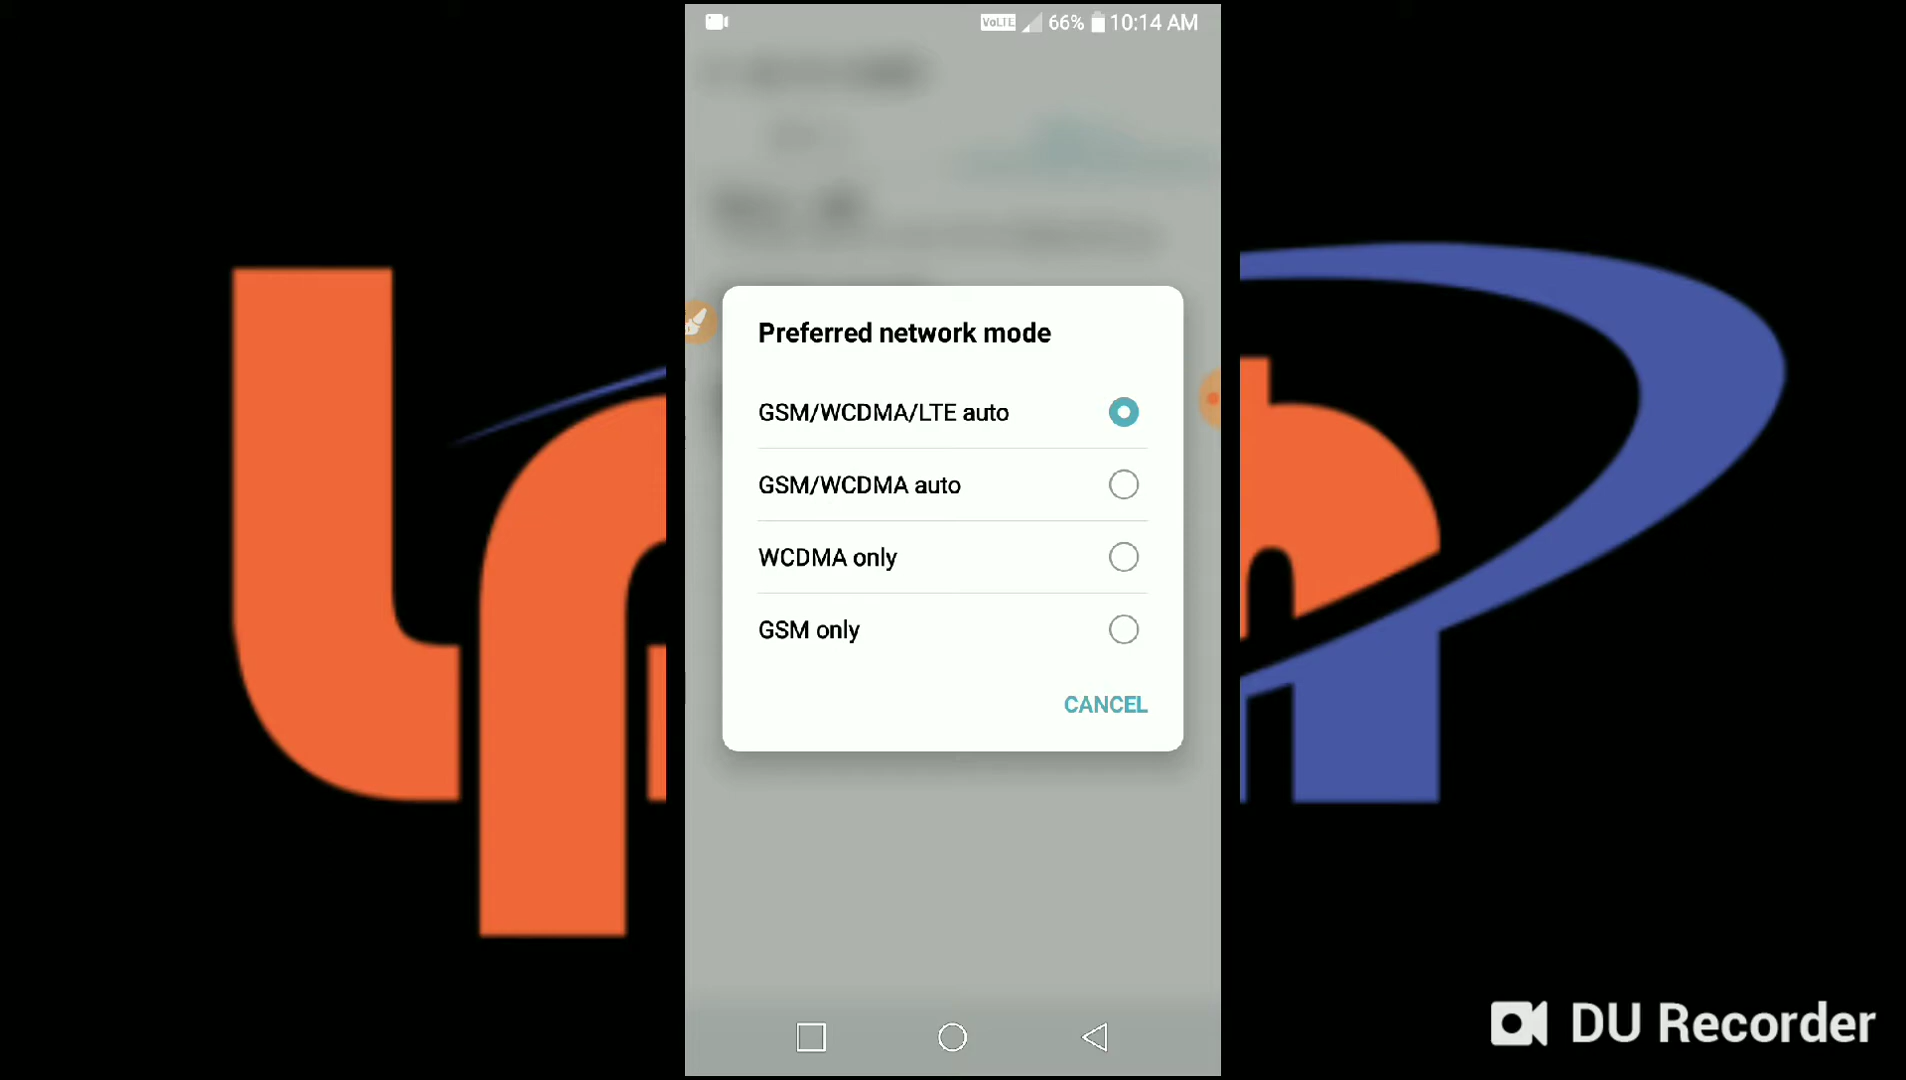 VoLTE 66% 10:14 AM
Preferred network mode
GSM/WCDMA/LTE auto
GSM/WCDMA auto
WCDMA only
GSM only
CANCEL
DU Recorder